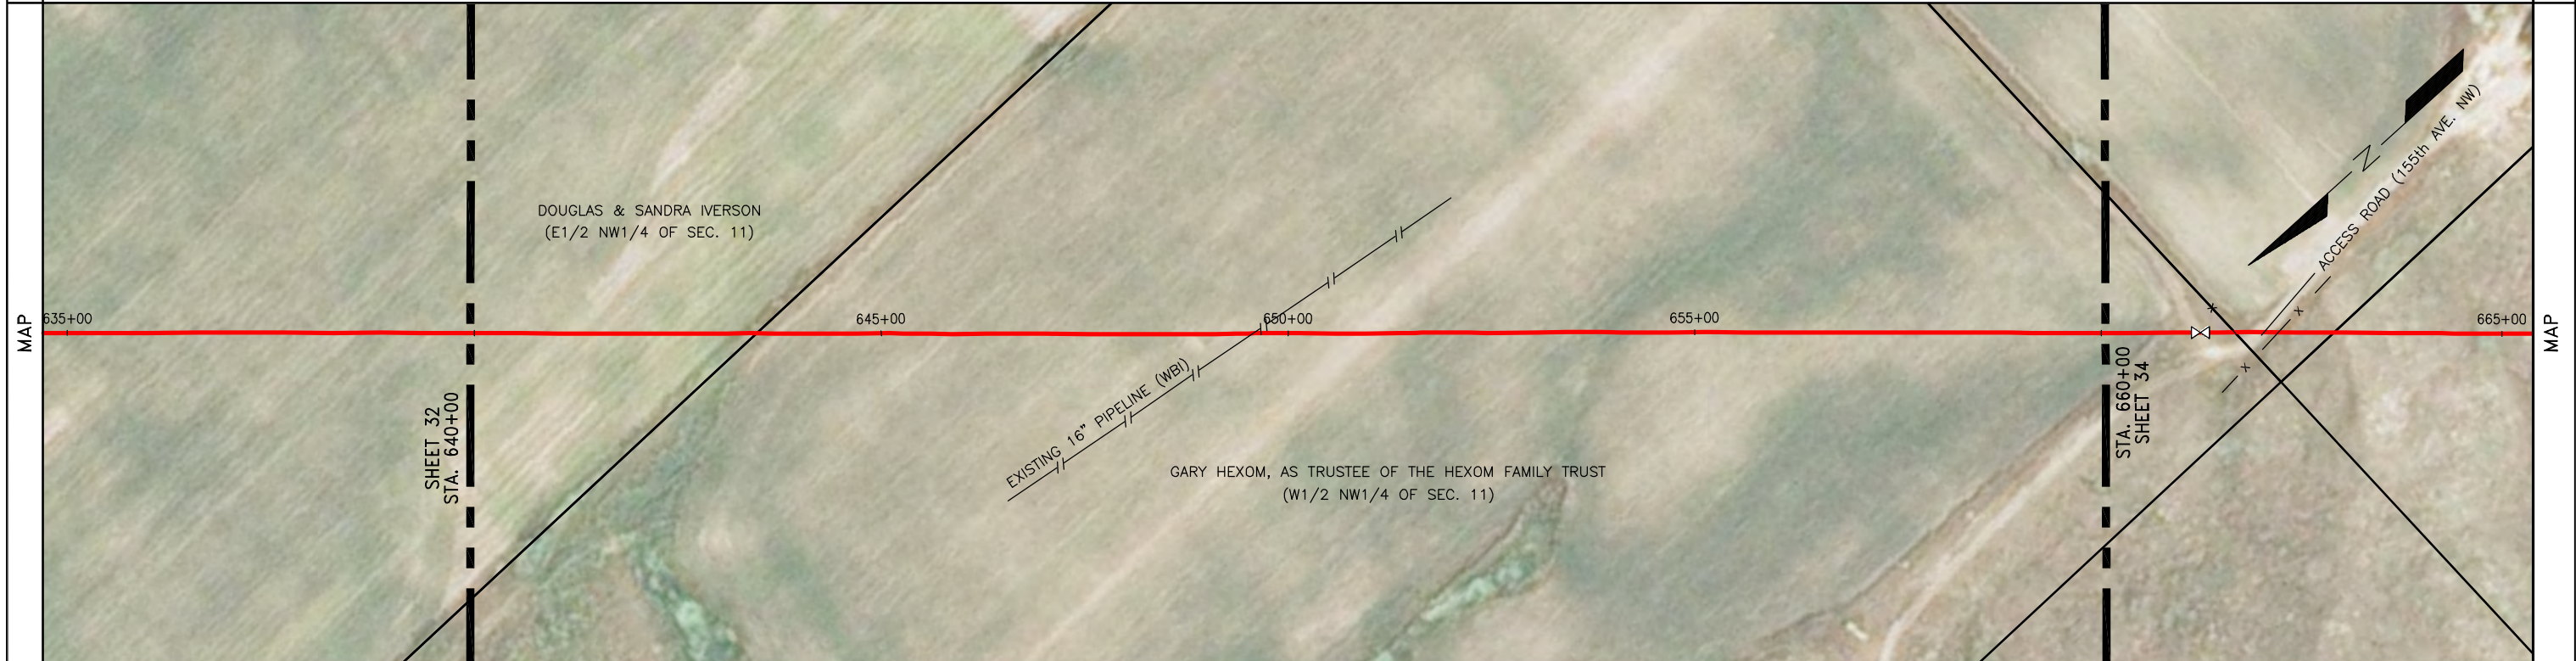 MAP
635+00
645+00
650+00
655+00
665+00
MAP
SHEET 32
STA. 640+00
DOUGLAS & SANDRA IVERSON
(E1/2 NW1/4 OF SEC. 11)
EXISTING 16" PIPELINE (WBI)
GARY HEXOM, AS TRUSTEE OF THE HEXOM FAMILY TRUST
(W1/2 NW1/4 OF SEC. 11)
STA. 660+00
SHEET 34
N
ACCESS ROAD (155th AVE. NW)
x
x
x